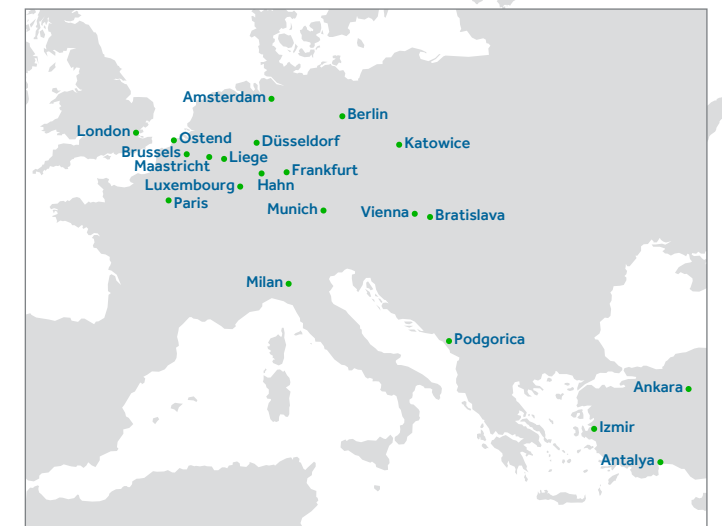 Amsterdam
Berlin
London
Ostend
Düsseldorf
Katowice
Brussels
Maastricht
Liege
Frankfurt
Luxembourg
Hahn
Paris
Munich
Vienna
Bratislava
Milan
Podgorica
Ankara
Izmir
Antalya